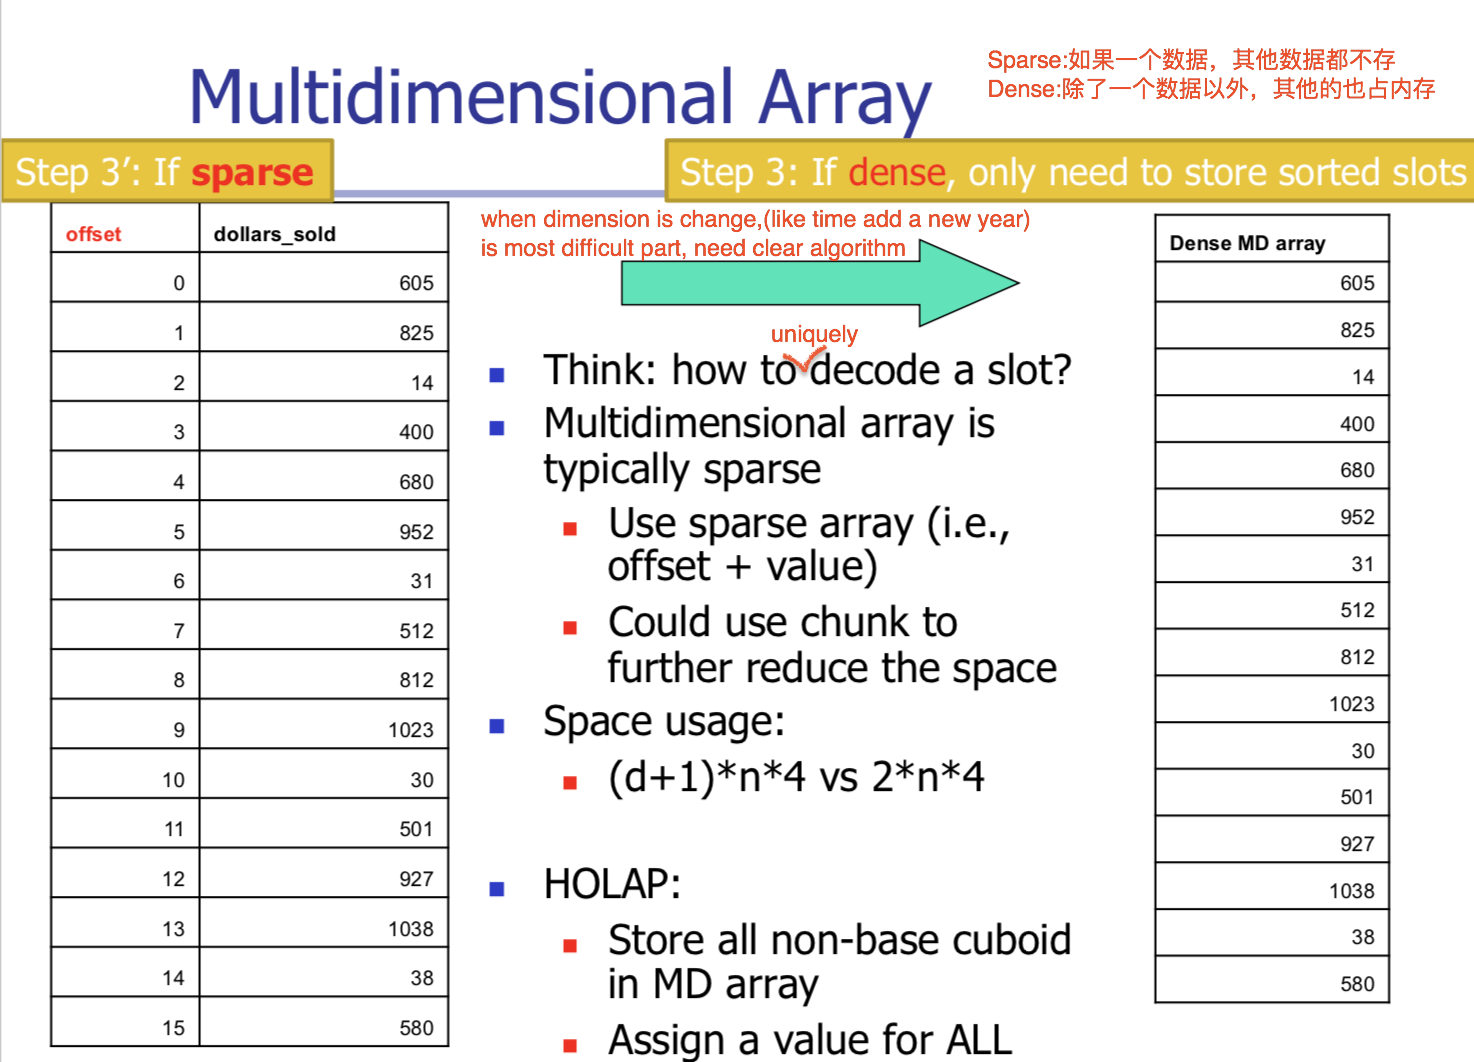 Multidimensional Array
Sparse:如果一个数据，其他数据都不存
Dense:除了一个数据以外，其他的也占内存
Step 3’: If sparse
Step 3: If dense, only need to store sorted slots
offset dollars_sold
0 605
1 825
2 14
3 400
4 680
5 952
6 31
7 512
8 812
9 1023
10 30
11 501
12 927
13 1038
14 38
15 580
when dimension is change,(like time add a new year)
is most difficult part, need clear algorithm
uniquely
Think: how to decode a slot?
Multidimensional array is
typically sparse
Use sparse array (i.e.,
offset + value)
Could use chunk to
further reduce the space
Space usage:
(d+1)*n*4 vs 2*n*4
HOLAP:
Store all non-base cuboid
in MD array
Assign a value for ALL
Dense MD array
605
825
14
400
680
952
31
512
812
1023
30
501
927
1038
38
580